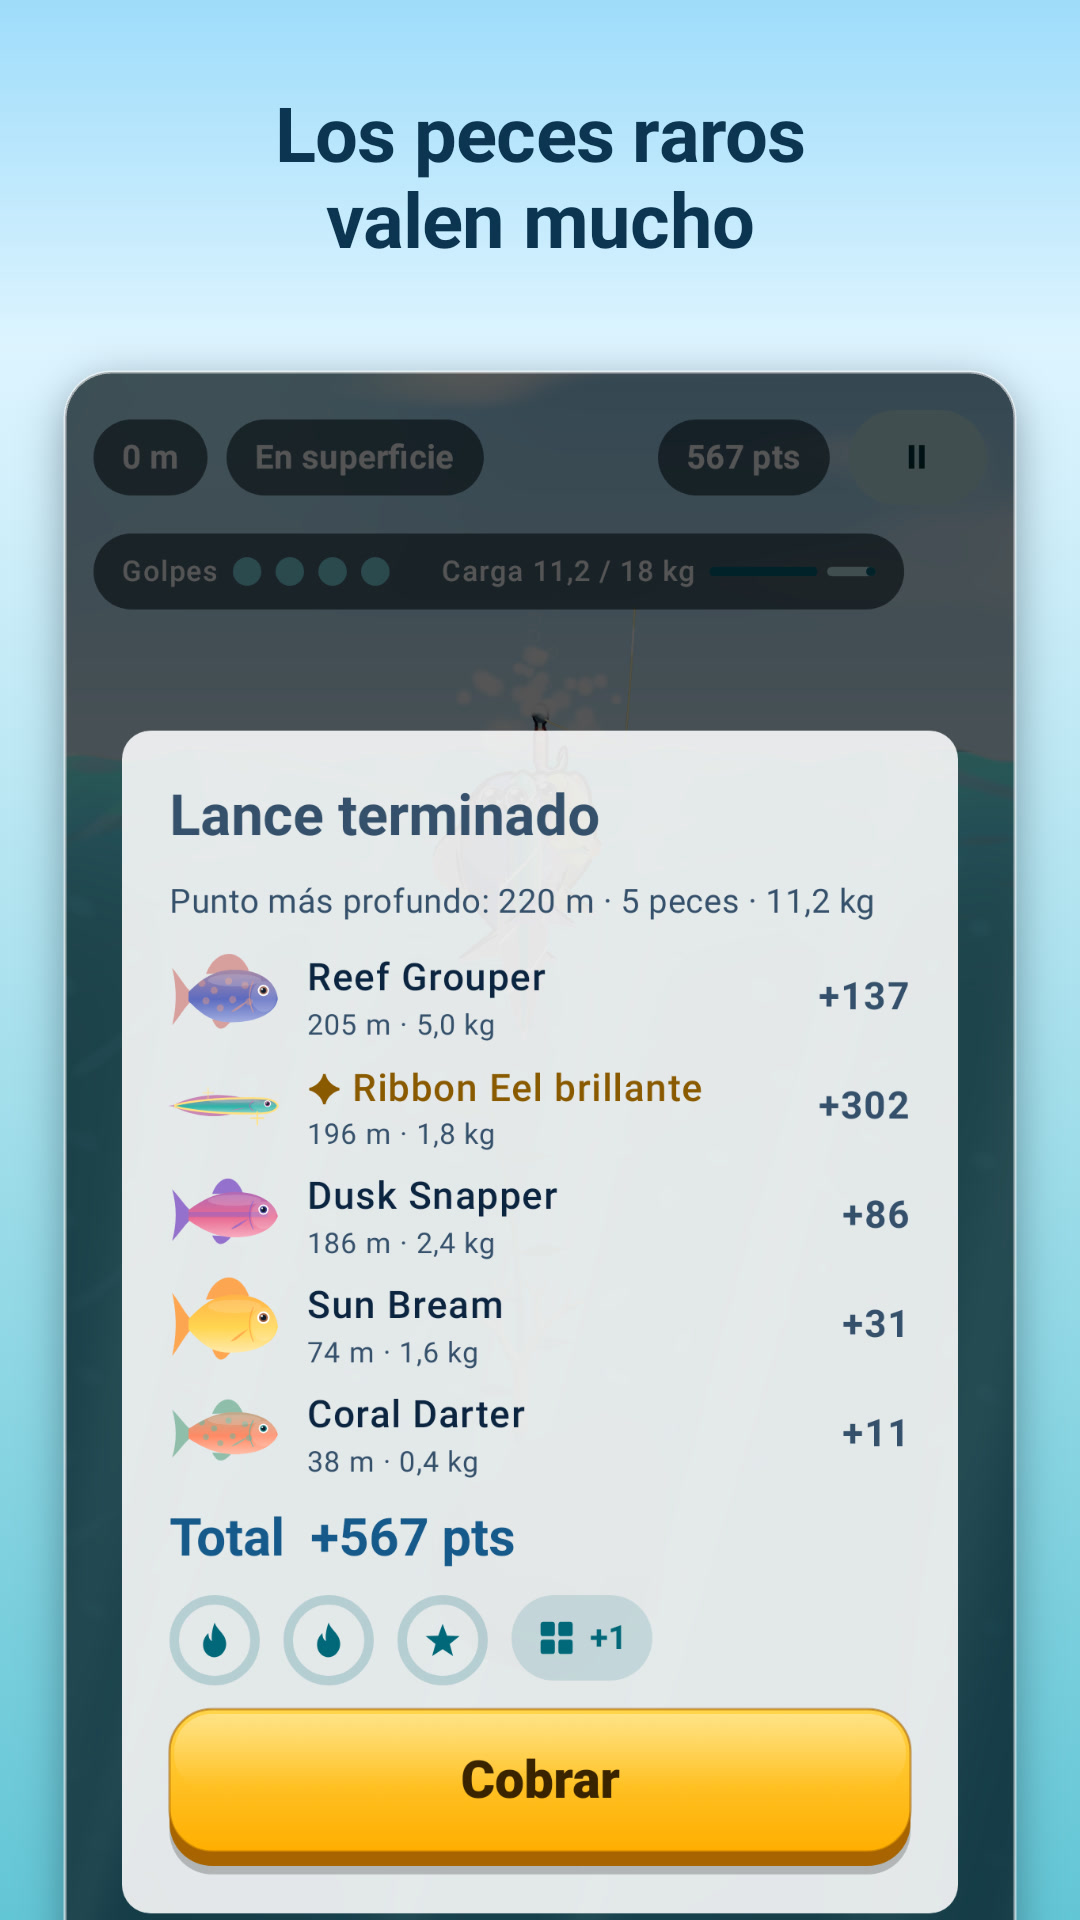 Los peces raros
valen mucho
0 m
En superficie
567 pts
Golpes
Carga 11,2 / 18 kg
Lance terminado
Punto más profundo: 220 m · 5 peces · 11,2 kg
Reef Grouper
205 m · 5,0 kg
+137
Ribbon Eel brillante
196 m · 1,8 kg
+302
Dusk Snapper
186 m · 2,4 kg
+86
Sun Bream
74 m · 1,6 kg
+31
Coral Darter
38 m · 0,4 kg
+11
Total +567 pts
+1
Cobrar